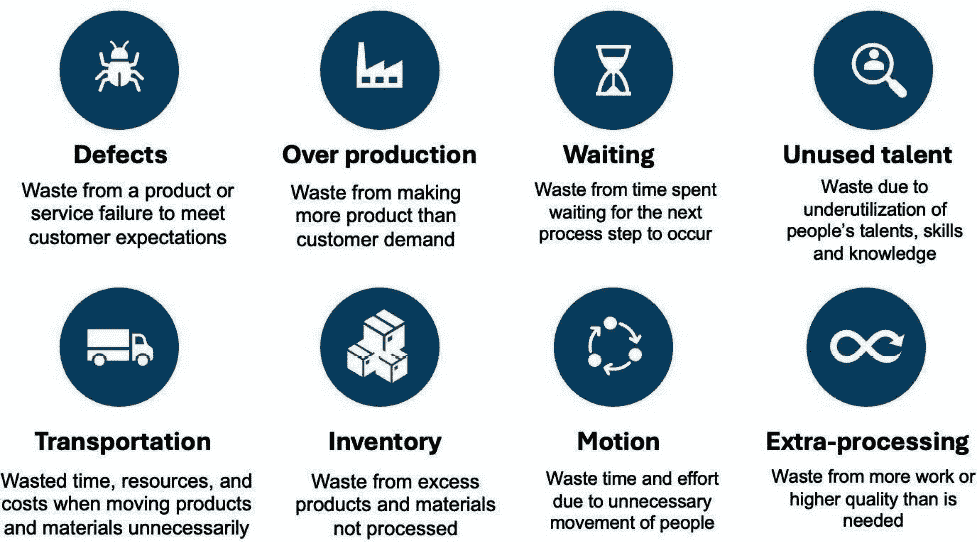 Defects
Waste from a product or
service failure to meet
customer expectations
Over production
Waste from making
more product than
customer demand
Waiting
Waste from time spent
waiting for the next
process step to occur
Unused talent
Waste due to
underutilization of
people's talents, skills
and knowledge
Transportation
Wasted time, resources, and
costs when moving products
and materials unnecessarily
Inventory
Waste from excess
products and materials
not processed
Motion
Waste time and effort
due to unnecessary
movement of people
Extra-processing
Waste from more work or
higher quality than is
needed